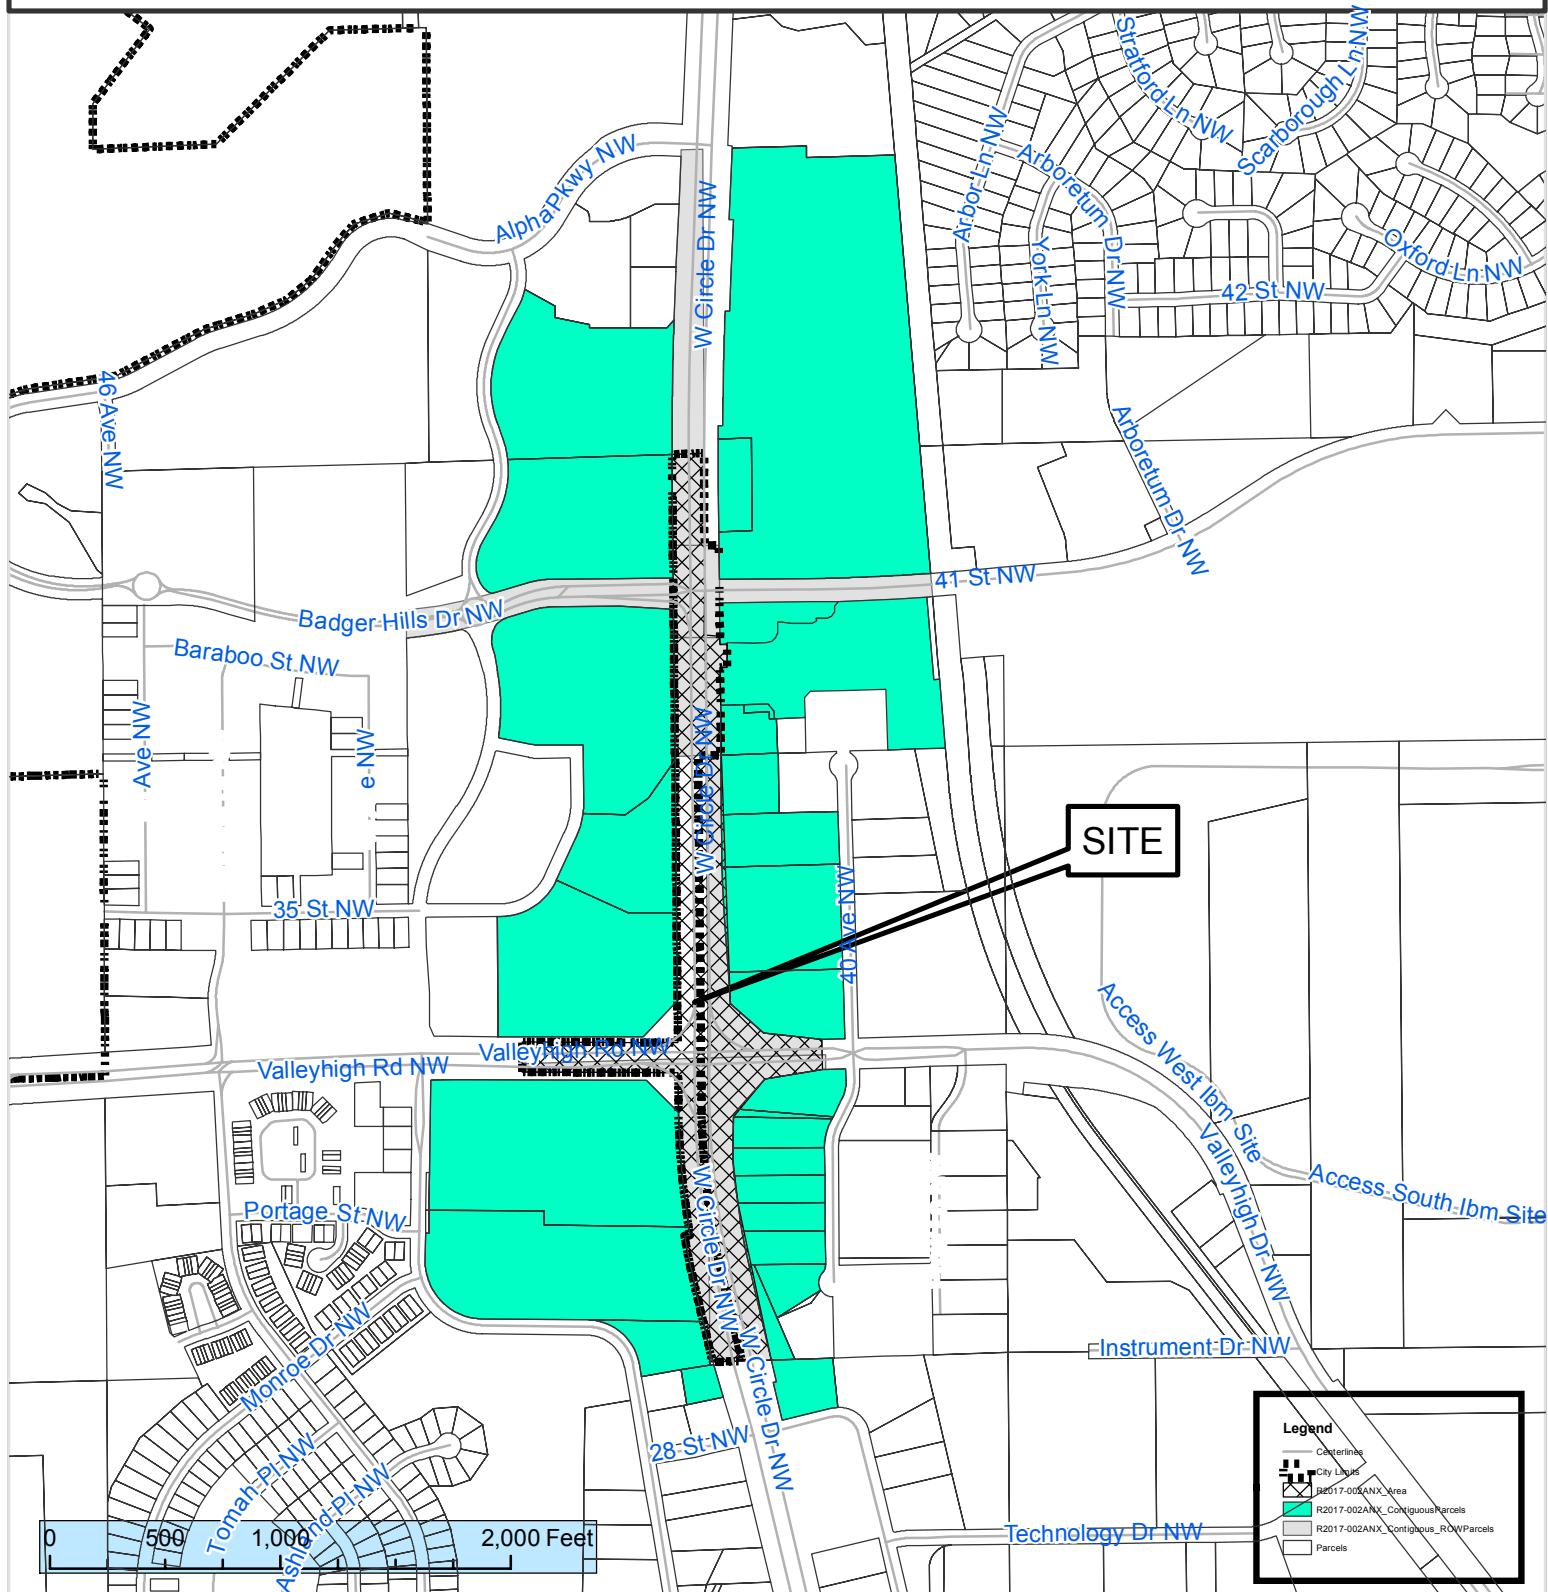 Stratford Ln NW
Scarborough Ln NW
Alpha Pkwy NW
Arbor Ln NW
Arboretum Dr NW
York Ln NW
Oxford Ln NW
42 St NW
W Circle Dr NW
46 Ave NW
Arboretum Dr NW
41 St NW
Badger Hills Dr NW
Baraboo St NW
Ave NW
e NW
W Circle Dr NW
SITE
35 St NW
40 Ave NW
Valleyhigh Rd NW
Valleyhigh Rd NW
Access West Ibm Site
Valleyhigh Dr NW
Access South Ibm Site
Portage St NW
W Circle Dr NW
Monroe Dr NW
W Circle Dr NW
Instrument Dr NW
28 St NW
Tomah Pl NW
Ashland Pl NW
Technology Dr NW
0 500 1,000 2,000 Feet
Legend
Centerlines
City Limits
R2017-002ANX_Area
R2017-002ANX_ContiguousParcels
R2017-002ANX_Contiguous_ROWParcels
Parcels